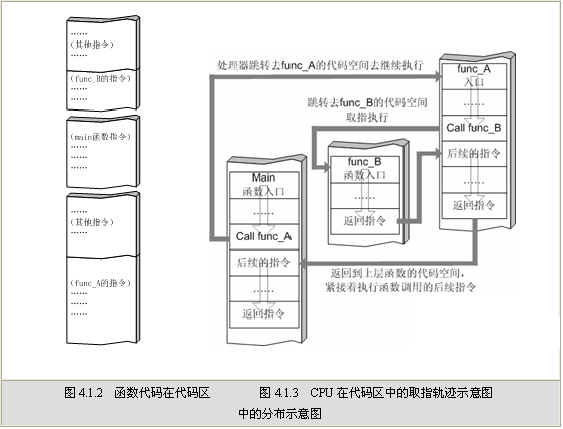 ……
(其他指令)
……
(func_B的指令)
……
……
(main函数指令)
……
……
……
……
(其他指令)
……
(func_A的指令)
……
……
处理器跳转去func_A的代码空间去继续执行
跳转去func_B的代码空间
取指执行
func_A
入口
……
Call func_B
后续的指令
……
返回指令
func_B
函数入口
……
返回指令
Main
函数入口
……
Call func_A
后续的指令
……
返回指令
返回到上层函数的代码空间,
紧接着执行函数调用的后续指令
图 4.1.2 函数代码在代码区
中的分布示意图
图 4.1.3 CPU 在代码区中的取指轨迹示意图